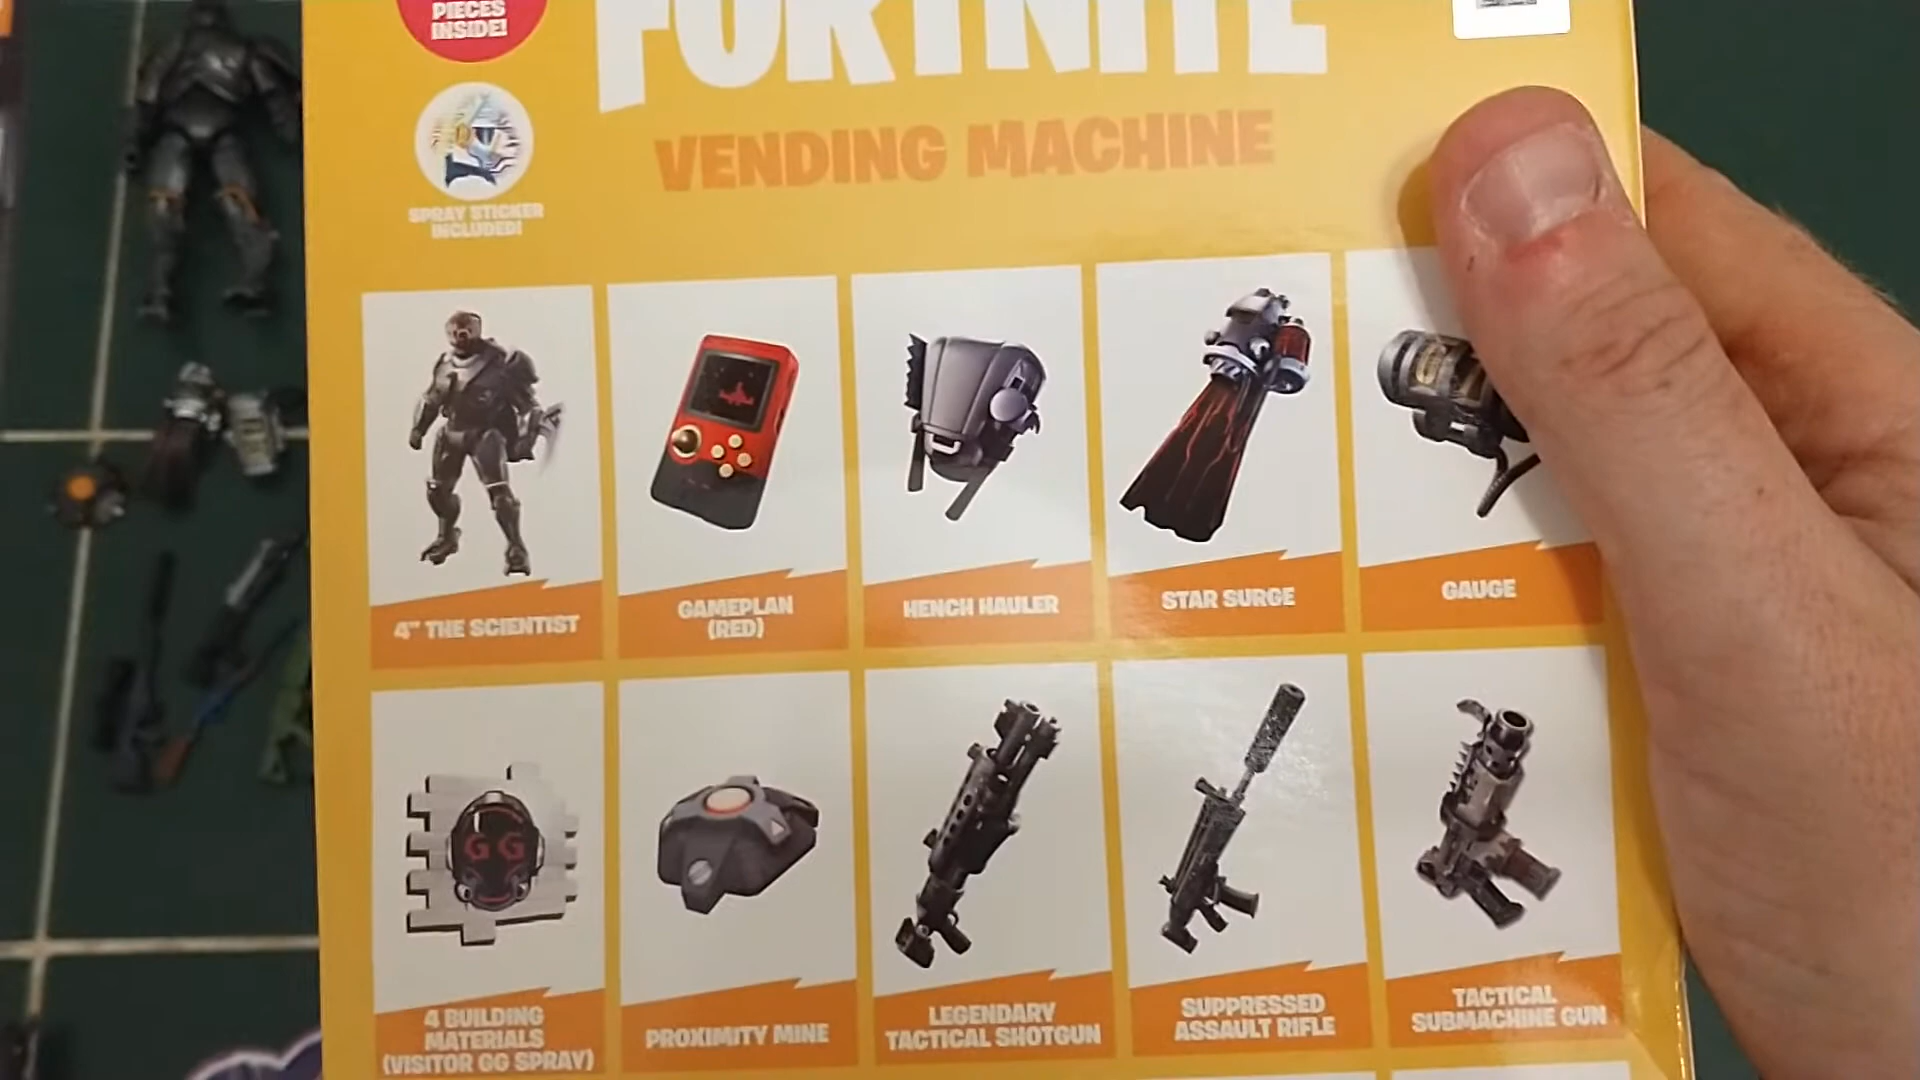 PIECES
INSIDE!
FORTNITE
VENDING MACHINE
SPRAY STICKER
INCLUDED!
4" THE SCIENTIST
GAMEPLAN
(RED)
HENCH HAULER
STAR SURGE
GAUGE
GG
4 BUILDING
MATERIALS
(VISITOR GG SPRAY)
PROXIMITY MINE
LEGENDARY
TACTICAL SHOTGUN
SUPPRESSED
ASSAULT RIFLE
TACTICAL
SUBMACHINE GUN